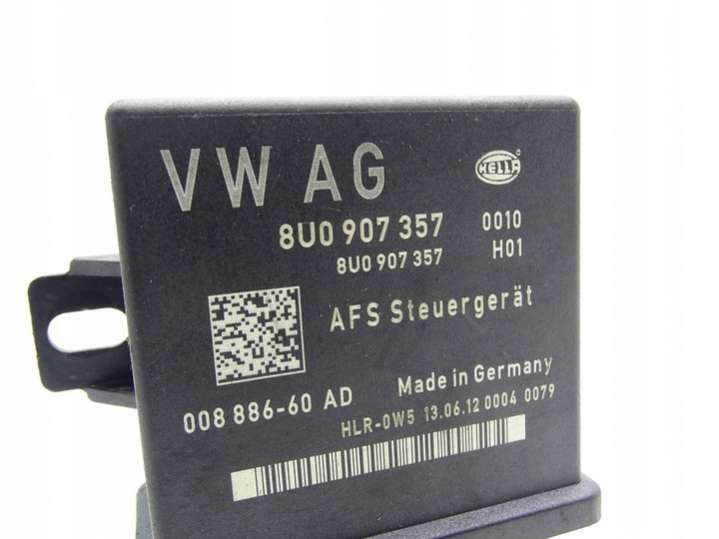 VW AG
HELLA
8U0 907 357 0010
8U0 907 357 H01
AFS Steuergerät
008 886-60 AD Made in Germany
HLR-0W5 13.06.12 0004 0079